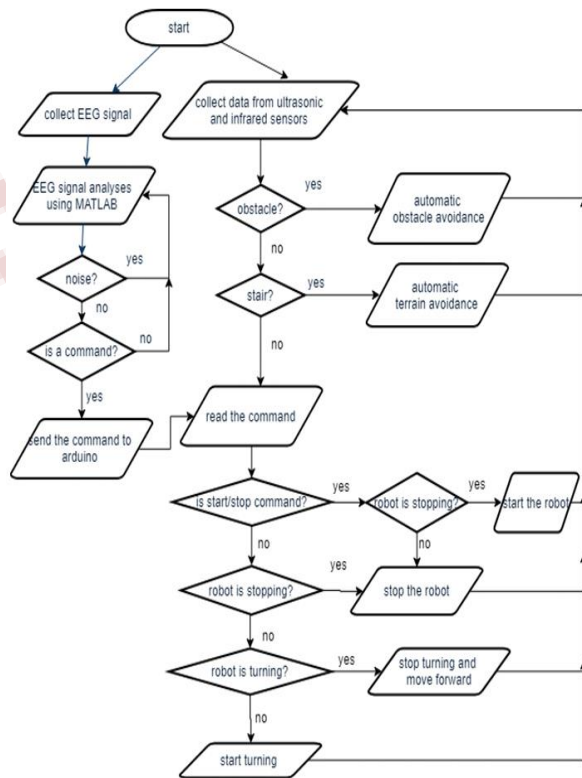 start
collect EEG signal
collect data from ultrasonic
and infrared sensors
EEG signal analyses
using MATLAB
obstacle?
yes
automatic
obstacle avoidance
no
noise?
yes
no
stair?
yes
automatic
terrain avoidance
no
is a command?
no
yes
send the command to
arduino
read the command
is start/stop command?
yes
robot is stopping?
yes
start the robot
no
no
robot is stopping?
yes
stop the robot
no
robot is turning?
yes
stop turning and
move forward
no
start turning